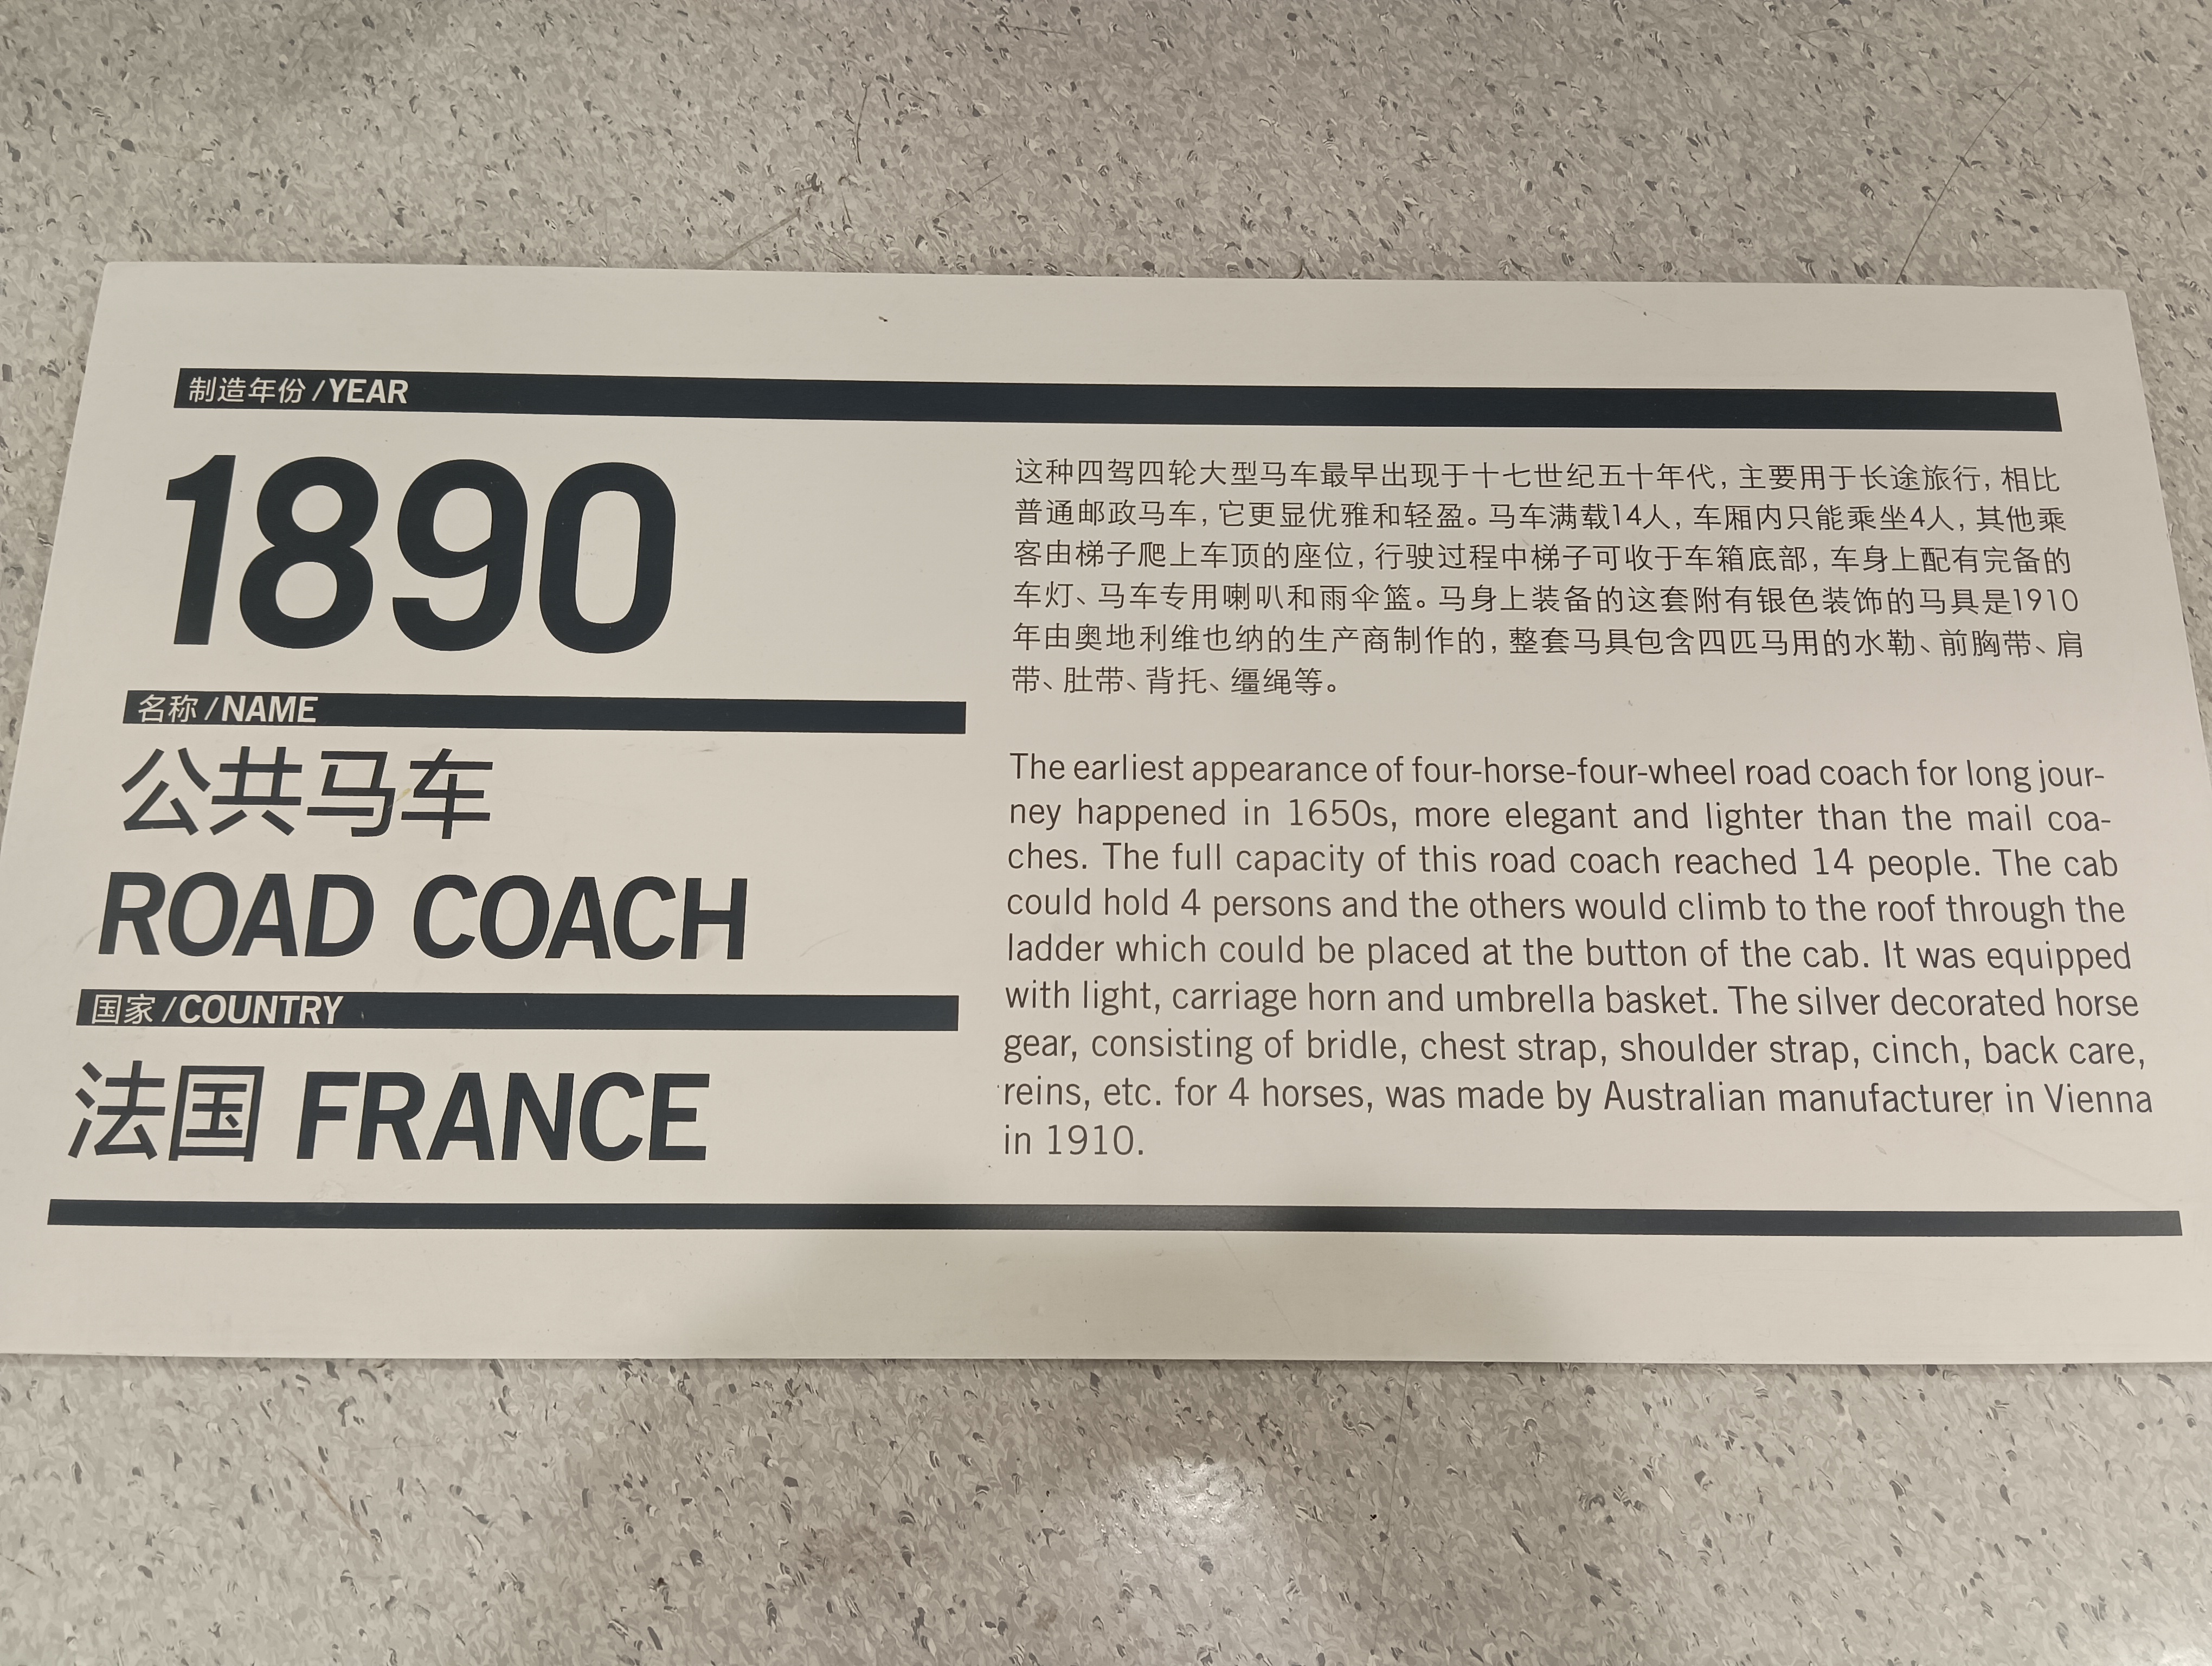 制造年份 / YEAR
1890
名称 / NAME
公共马车
ROAD COACH
国家 / COUNTRY
法国 FRANCE
这种四驾四轮大型马车最早出现于十七世纪五十年代, 主要用于长途旅行, 相比
普通邮政马车, 它更显优雅和轻盈。马车满载14人, 车厢内只能乘坐4人, 其他乘
客由梯子爬上车顶的座位, 行驶过程中梯子可收于车箱底部, 车身上配有完备的
车灯、马车专用喇叭和雨伞篮。马身上装备的这套附有银色装饰的马具是1910
年由奥地利维也纳的生产商制作的, 整套马具包含四匹马用的水勒、前胸带、肩
带、肚带、背托、缰绳等。
The earliest appearance of four-horse-four-wheel road coach for long jour-
ney happened in 1650s, more elegant and lighter than the mail coa-
ches. The full capacity of this road coach reached 14 people. The cab
could hold 4 persons and the others would climb to the roof through the
ladder which could be placed at the button of the cab. It was equipped
with light, carriage horn and umbrella basket. The silver decorated horse
gear, consisting of bridle, chest strap, shoulder strap, cinch, back care,
reins, etc. for 4 horses, was made by Australian manufacturer in Vienna
in 1910.